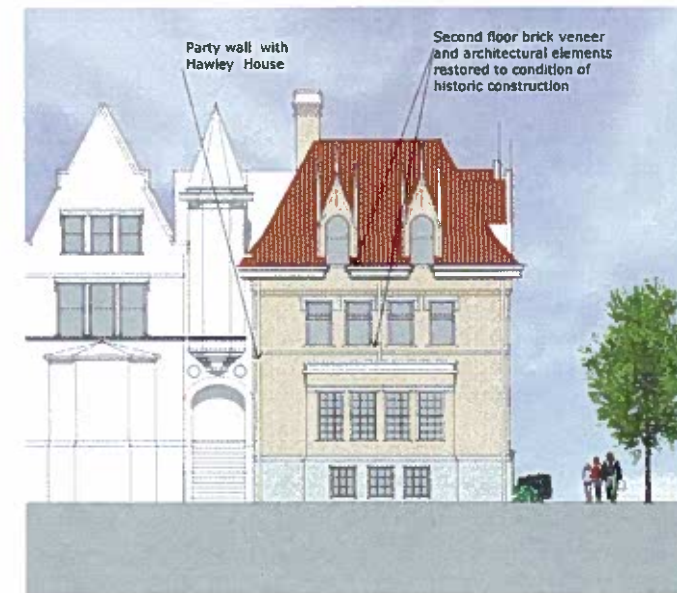 Party wall with
Hawley House
Second floor brick veneer
and architectural elements
restored to condition of
historic construction